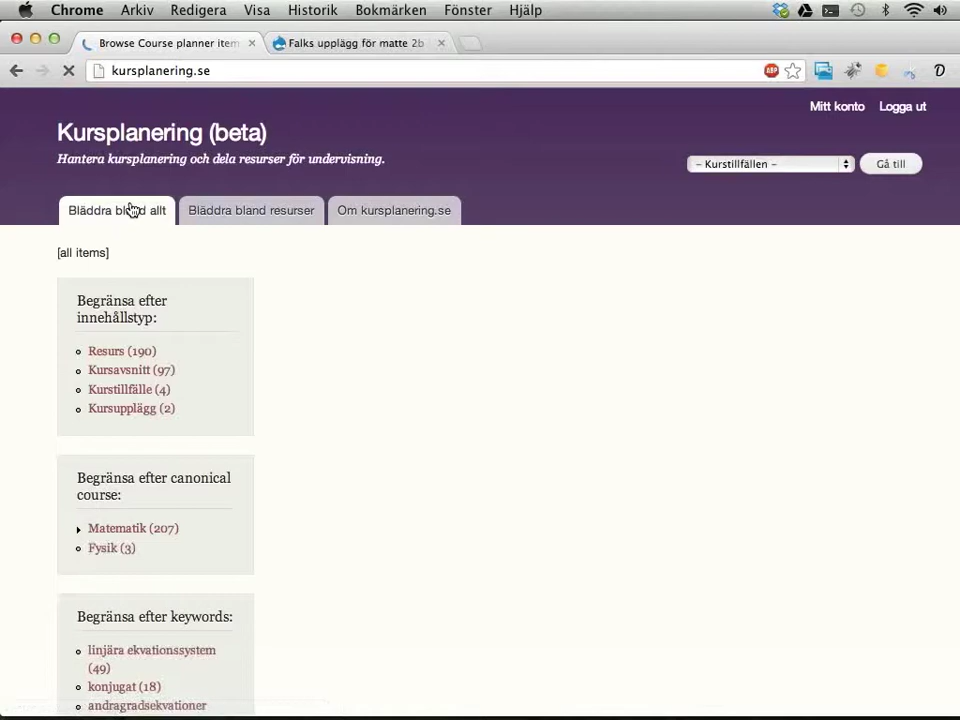 Chrome Arkiv Redigera Visa Historik Bokmärken Fönster Hjälp
Browse Course planner item
Falks upplägg för matte 2b
kursplanering.se
ABP
Mitt konto Logga ut
Kursplanering (beta)
Hantera kursplanering och dela resurser för undervisning.
- Kurstillfällen -
Gå till
Bläddra bland allt
Bläddra bland resurser
Om kursplanering.se
[all items]
Begränsa efter
innehållstyp:
Resurs (190)
Kursavsnitt (97)
Kurstillfälle (4)
Kursupplägg (2)
Begränsa efter canonical
course:
Matematik (207)
Fysik (3)
Begränsa efter keywords:
linjära ekvationssystem
(49)
konjugat (18)
andragradsekvationer